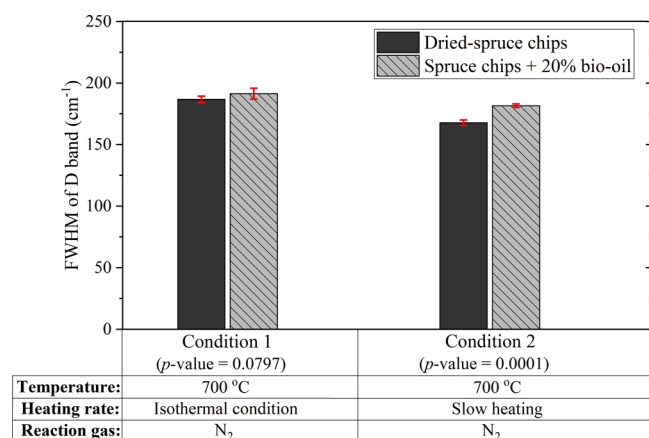 250
200
150
100
50
0
FWHM of D band (cm⁻¹)
Dried-spruce chips
Spruce chips + 20% bio-oil
Condition 1
(p-value = 0.0797)
Condition 2
(p-value = 0.0001)
Temperature: 700 °C 700 °C
Heating rate: Isothermal condition Slow heating
Reaction gas: N₂ N₂